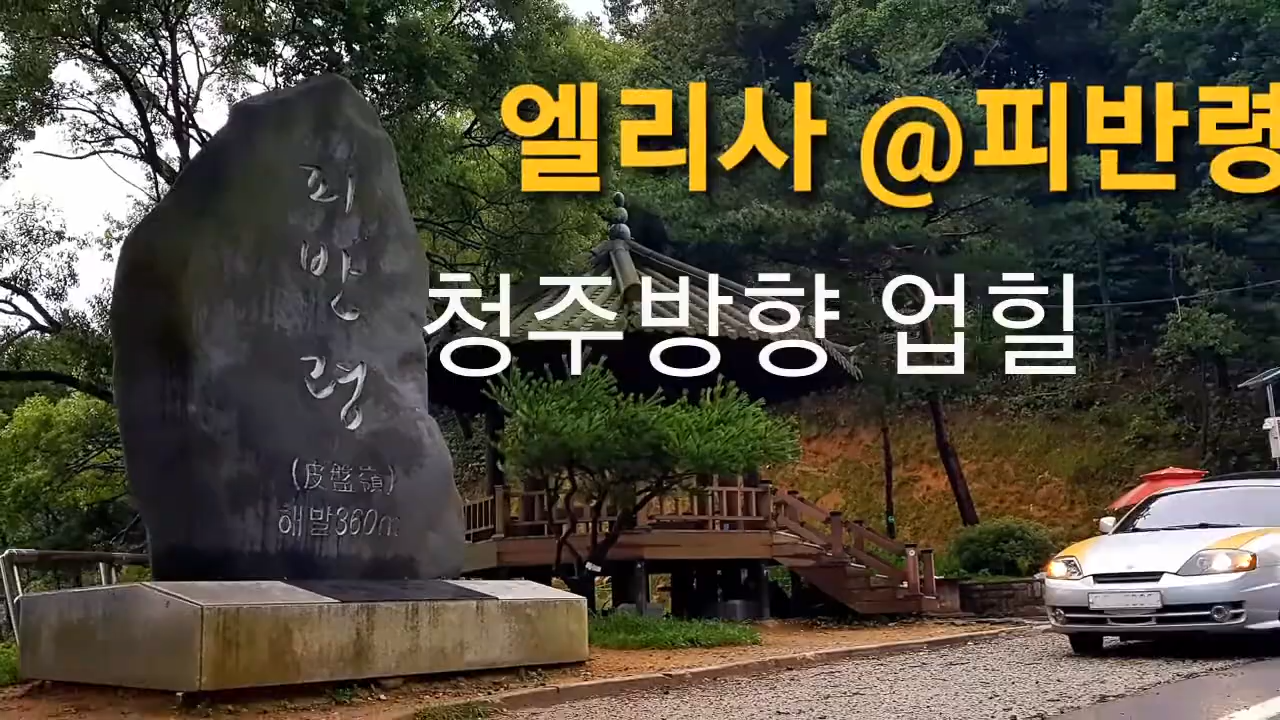 엘리사 @피반령
청주방향 업힐
피반령
(皮盤嶺)
해발360m